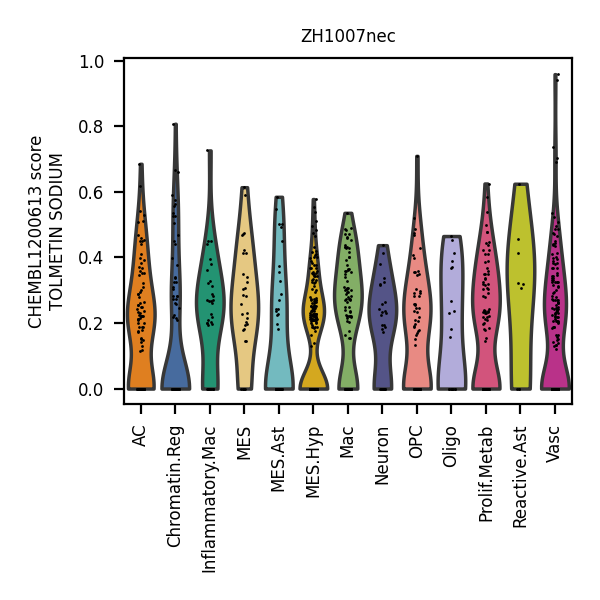 ZH1007nec
CHEMBL1200613 score
TOLMETIN SODIUM
1.0
0.8
0.6
0.4
0.2
0.0
AC
Chromatin.Reg
Inflammatory.Mac
MES
MES.Ast
MES.Hyp
Mac
Neuron
OPC
Oligo
Prolif.Metab
Reactive.Ast
Vasc